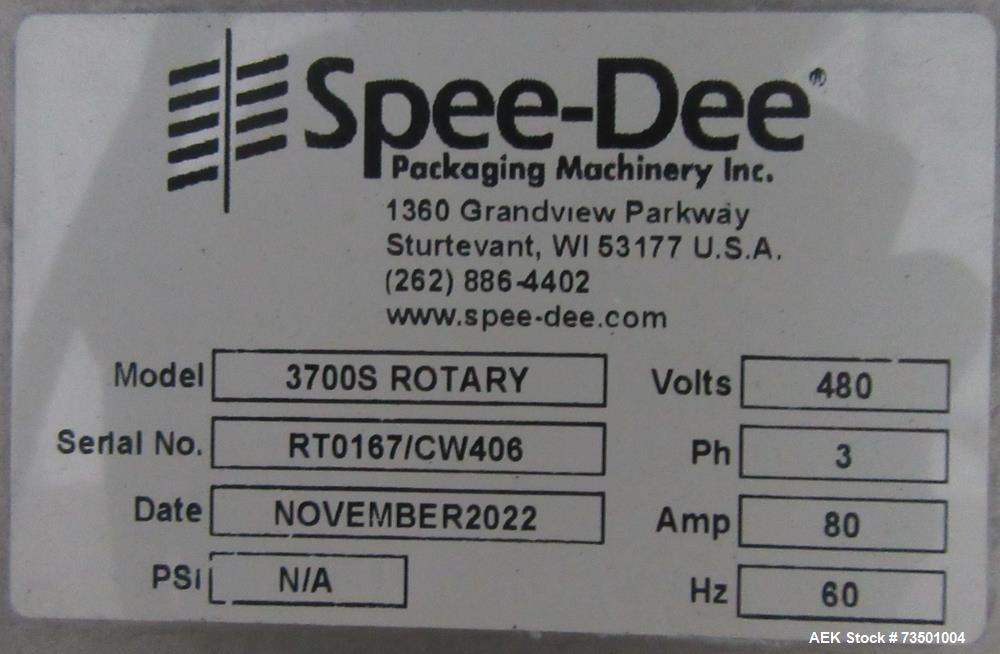 Spee-Dee®
Packaging Machinery Inc.
1360 Grandview Parkway
Sturtevant, WI 53177 U.S.A.
(262) 886-4402
www.spee-dee.com
Model 3700S ROTARY
Volts 480
Serial No. RT0167/CW406
Ph 3
Date NOVEMBER2022
Amp 80
PSI N/A
Hz 60
AEK Stock # 73501004